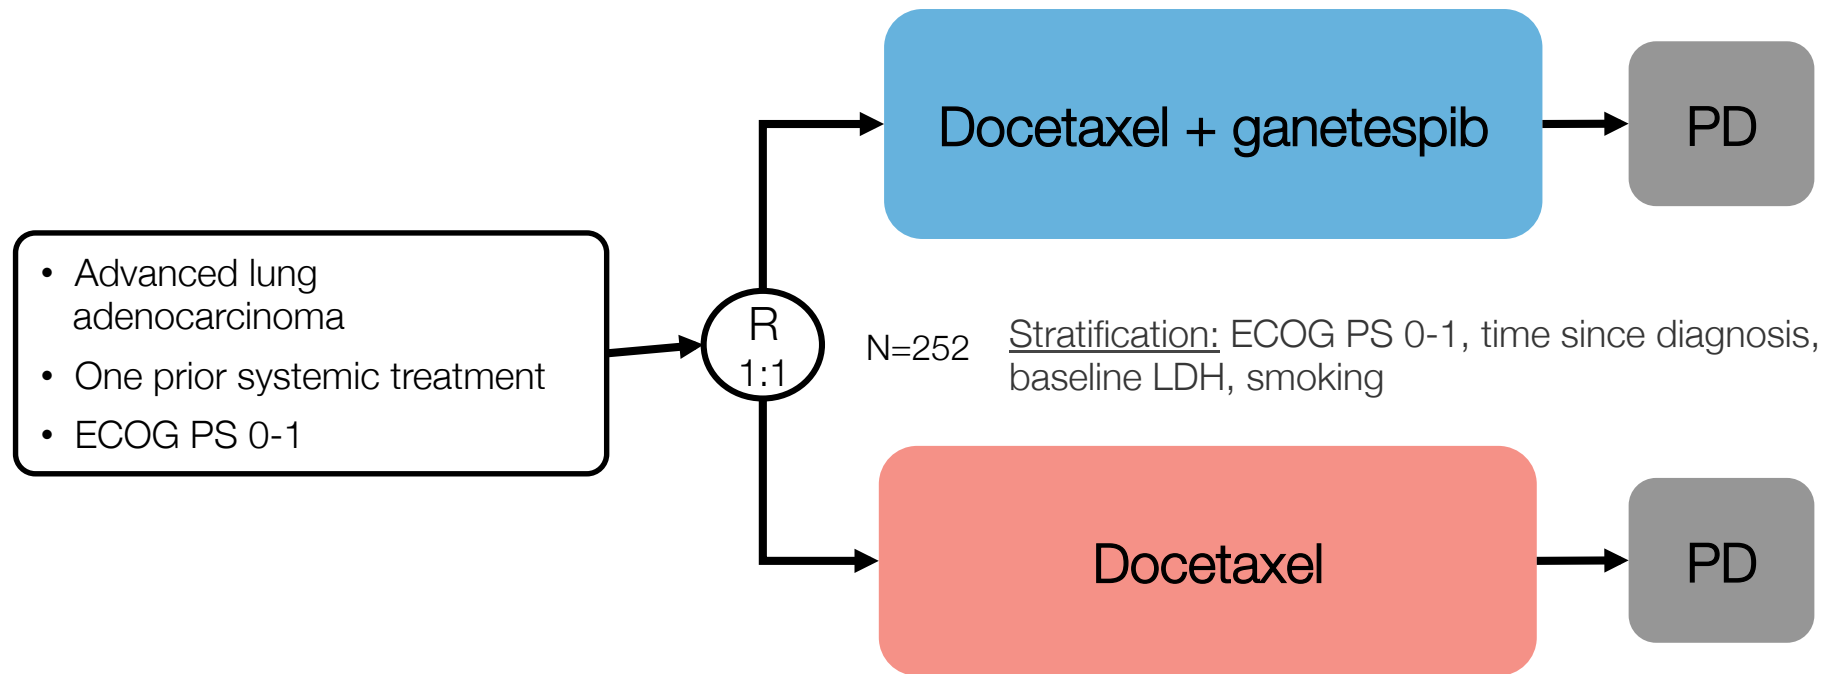 • Advanced lung
adenocarcinoma
• One prior systemic treatment
• ECOG PS 0-1
R
1:1
Docetaxel + ganetespib
PD
N=252
Stratification: ECOG PS 0-1, time since diagnosis,
baseline LDH, smoking
Docetaxel
PD